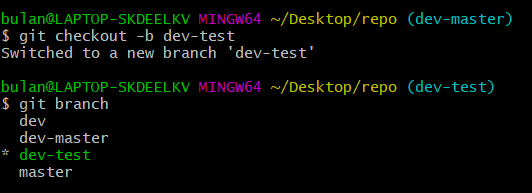 bulan@LAPTOP-SKDEELKV MINGW64 ~/Desktop/repo (dev-master)
$ git checkout -b dev-test
Switched to a new branch 'dev-test'
bulan@LAPTOP-SKDEELKV MINGW64 ~/Desktop/repo (dev-test)
$ git branch
  dev
  dev-master
* dev-test
  master